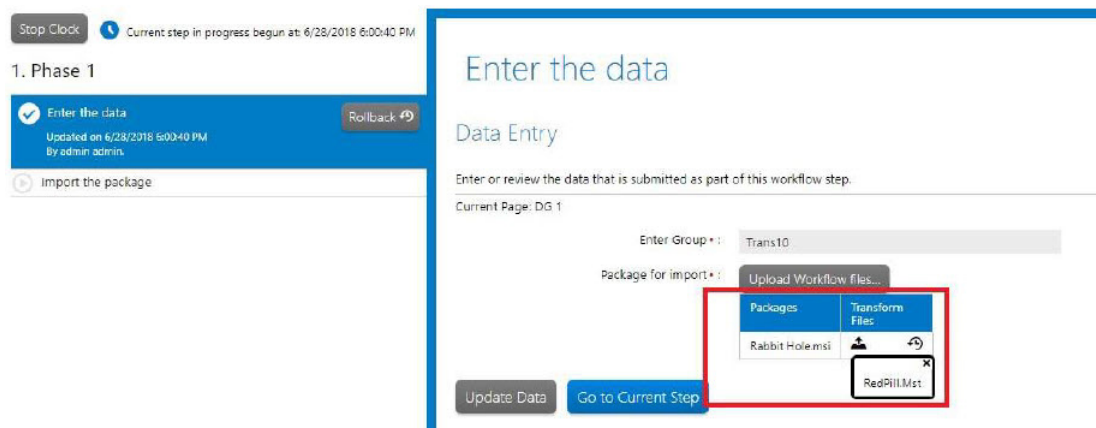 Stop Clock
Current step in progress begun at: 6/28/2018 6:00:40 PM
1. Phase 1
Enter the data
Rollback
Updated on 6/28/2018 6:00:40 PM
By admin admin.
Import the package
Enter the data
Data Entry
Enter or review the data that is submitted as part of this workflow step.
Current Page: DG 1
Enter Group • :
Trans10
Package for import • :
Upload Workflow files...
Packages
Transform
Files
Rabbit Hole.msi
RedPill.Mst
Update Data
Go to Current Step